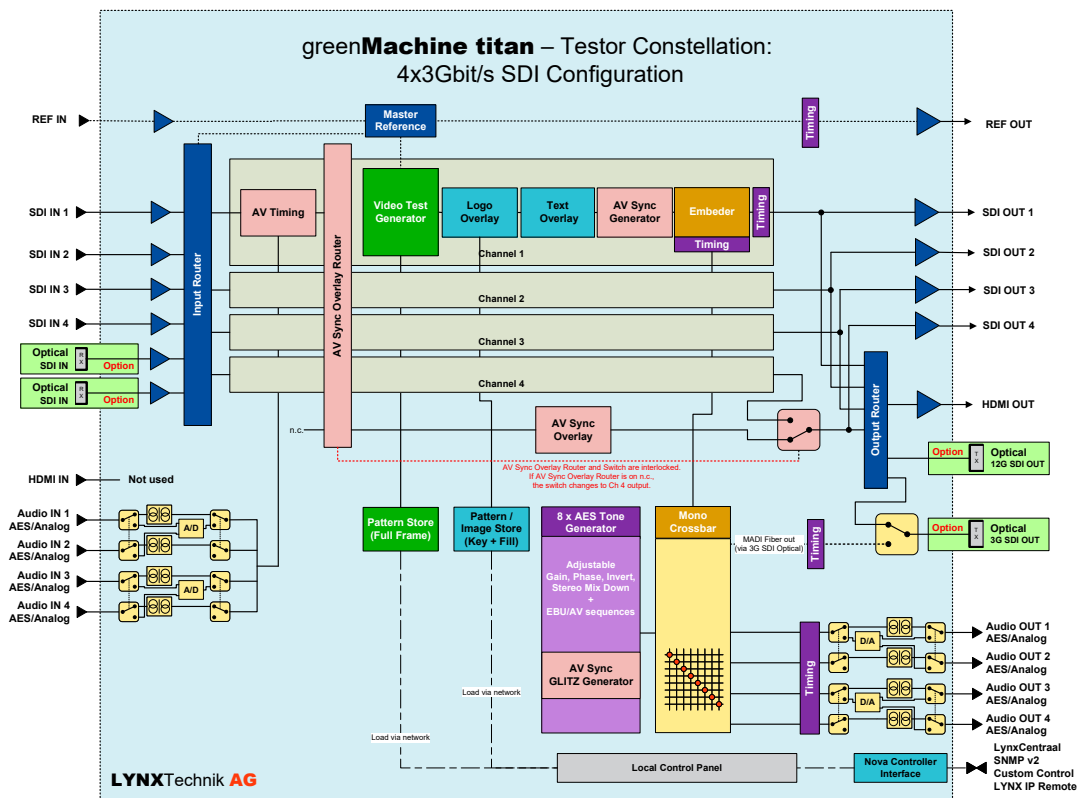 greenMachine titan – Testor Constellation:
4x3Gbit/s SDI Configuration
REF IN
Master
Reference
Timing
REF OUT
SDI IN 1
SDI IN 2
SDI IN 3
SDI IN 4
Optical
SDI IN
RX
Option
Optical
SDI IN
RX
Option
Input Router
AV Timing
AV Sync Overlay Router
Video Test
Generator
Logo
Overlay
Text
Overlay
AV Sync
Generator
Embeder
Timing
Timing
Channel 1
Channel 2
Channel 3
Channel 4
SDI OUT 1
SDI OUT 2
SDI OUT 3
SDI OUT 4
Output Router
HDMI OUT
n.c.
AV Sync
Overlay
AV Sync Overlay Router and Switch are interlocked.
If AV Sync Overlay Router is on n.c.,
the switch changes to Ch 4 output.
Option
TX
Optical
12G SDI OUT
HDMI IN
Not used
Audio IN 1
AES/Analog
Audio IN 2
AES/Analog
Audio IN 3
AES/Analog
Audio IN 4
AES/Analog
A/D
A/D
Pattern Store
(Full Frame)
Pattern /
Image Store
(Key + Fill)
8 x AES Tone
Generator
Adjustable
Gain, Phase, Invert,
Stereo Mix Down
+
EBU/AV sequences
AV Sync
GLITZ Generator
Mono
Crossbar
MADI Fiber out
(via 3G SDI Optical)
Timing
Option
TX
Optical
3G SDI OUT
Timing
D/A
D/A
Audio OUT 1
AES/Analog
Audio OUT 2
AES/Analog
Audio OUT 3
AES/Analog
Audio OUT 4
AES/Analog
Load via network
Load via network
Local Control Panel
Nova Controller
Interface
LynxCentraal
SNMP v2
Custom Control
LYNX IP Remote
LYNXTechnik AG